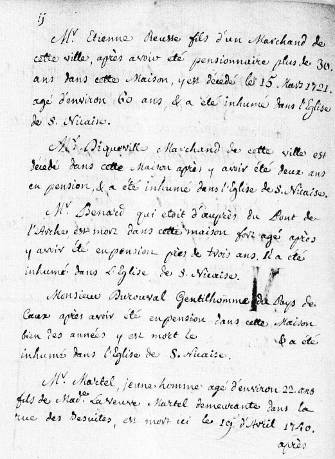 Mr. Etienne Reusse fils d'un Marchand de
cette ville, après avoir été pensionnaire plus de 30.
ans dans cette Maison, y est décedé le 15 Mars 1721.
agé d'environ 60 ans, & a été inhumé dans l'Eglise
de S. Nicaise.
Mr. Diquervile Marchand de cette ville est
decedé dans cette Maison après y avoir été deux ans
en pension, & a été inhumé dans l'Eglise de S. Nicaise.
Mr. Benard qui etoit d'auprès du Pont de
l'Arche est mort dans cette maison fort agé après
y avoir été en pension près de trois ans. Il a été
inhumé dans L'Eglise de S. Nicaise.
Monsieur Durouval Gentilhomme du Pays de
Caux après avoir été en pension dans cette Maison
bien des années y est mort le & a été
inhumé dans l'Eglise de S. Nicaise.
Mr. Martel, jeune homme agé d'environ 22 ans
fils de Made. La veuve Martel demeurante dans la
rue des Jesuites, est mort ici le 19 d'Avril 1740.
après